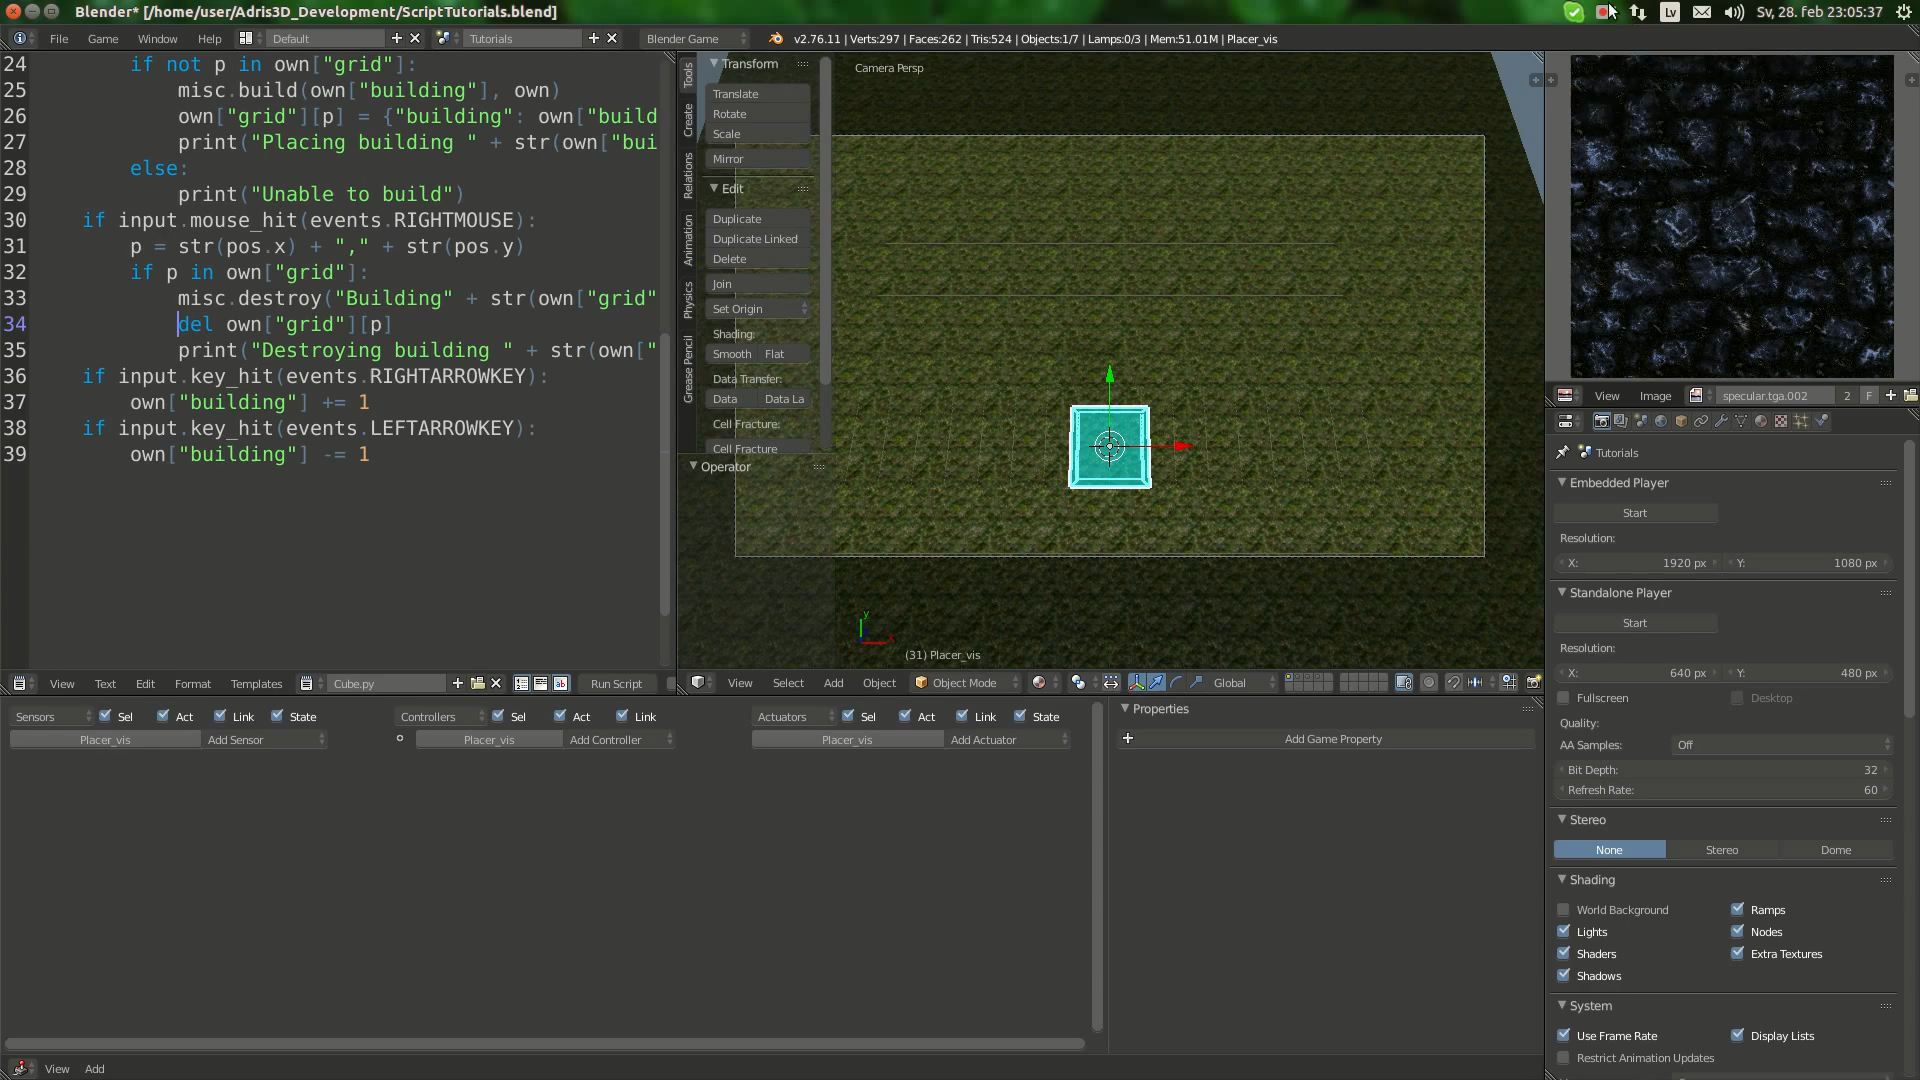 Blender* [/home/user/Adris3D_Development/ScriptTutorials.blend]
Lv
Sv, 28. feb 23:05:37
File Game Window Help Default Tutorials Blender Game v2.76.11 | Verts:297 | Faces:262 | Tris:524 | Objects:1/7 | Lamps:0/3 | Mem:51.01M | Placer_vis
24 if not p in own["grid"]:
25 misc.build(own["building"], own)
26 own["grid"][p] = {"building": own["build
27 print("Placing building " + str(own["bui
28 else:
29 print("Unable to build")
30 if input.mouse_hit(events.RIGHTMOUSE):
31 p = str(pos.x) + "," + str(pos.y)
32 if p in own["grid"]:
33 misc.destroy("Building" + str(own["grid"
34 del own["grid"][p]
35 print("Destroying building " + str(own["
36 if input.key_hit(events.RIGHTARROWKEY):
37 own["building"] += 1
38 if input.key_hit(events.LEFTARROWKEY):
39 own["building"] -= 1
View Text Edit Format Templates Cube.py Run Script
Tools
Create
Relations
Animation
Physics
Grease Pencil
Transform
Translate
Rotate
Scale
Mirror
Edit
Duplicate
Duplicate Linked
Delete
Join
Set Origin
Shading:
Smooth Flat
Data Transfer:
Data Data La
Cell Fracture:
Cell Fracture
Operator
Camera Persp
y
x
(31) Placer_vis
View Select Add Object Object Mode Global
View Image specular.tga.002 2 F
Tutorials
Embedded Player
Start
Resolution:
X: 1920 px Y: 1080 px
Standalone Player
Start
Resolution:
X: 640 px Y: 480 px
Fullscreen Desktop
Quality:
AA Samples: Off
Bit Depth: 32
Refresh Rate: 60
Stereo
None Stereo Dome
Shading
World Background Ramps
Lights Nodes
Shaders Extra Textures
Shadows
System
Use Frame Rate Display Lists
Restrict Animation Updates
Sensors Sel Act Link State Controllers Sel Act Link Actuators Sel Act Link State
Placer_vis Add Sensor Placer_vis Add Controller Placer_vis Add Actuator
Properties
Add Game Property
View Add